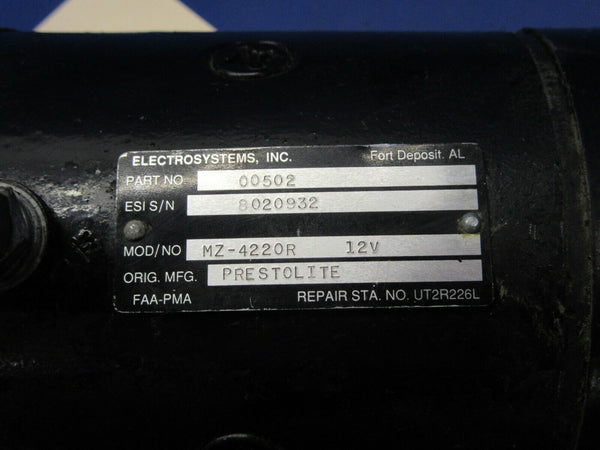 ELECTROSYSTEMS, INC. Fort Deposit. AL
PART NO 00502
ESI S/N 8020932
MOD/NO MZ-4220R 12V
ORIG. MFG. PRESTOLITE
FAA-PMA REPAIR STA. NO. UT2R226L